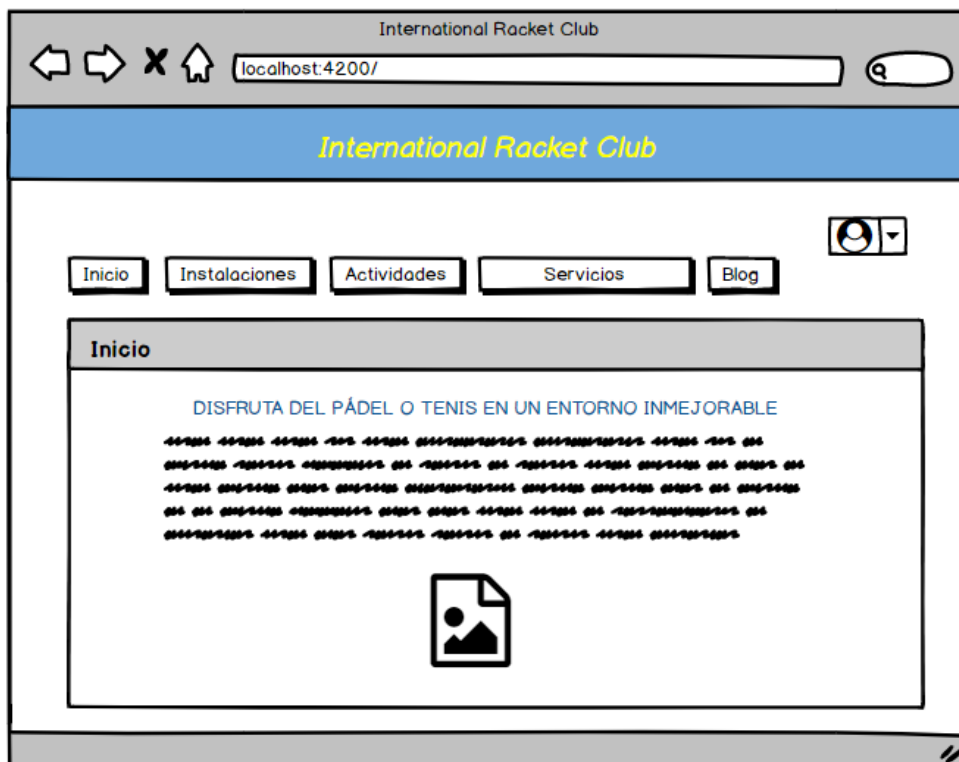 International Racket Club
localhost:4200/
International Racket Club
Inicio
Instalaciones
Actividades
Servicios
Blog
Inicio
DISFRUTA DEL PÁDEL O TENIS EN UN ENTORNO INMEJORABLE